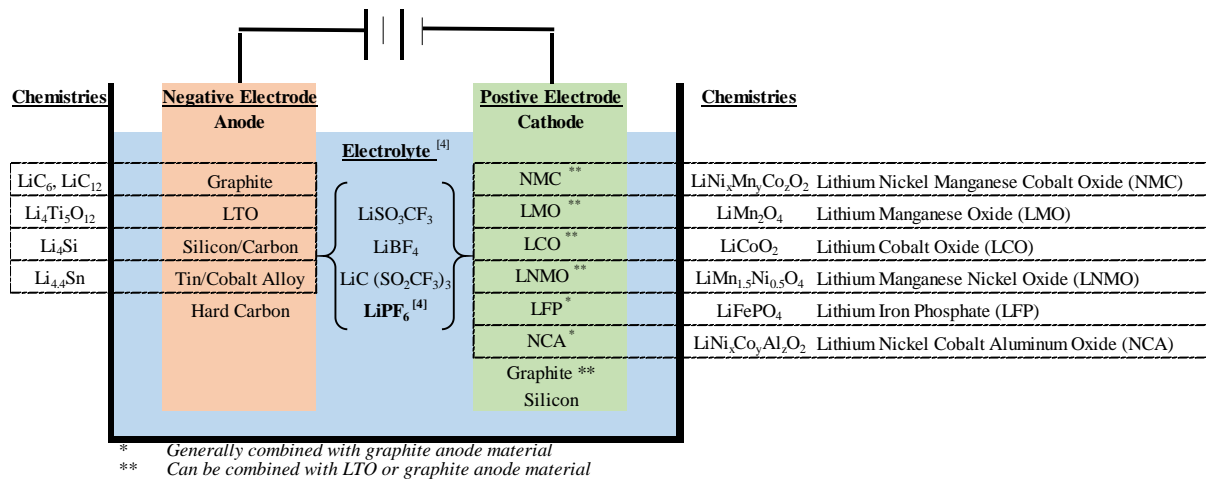 Chemistries Negative Electrode Postive Electrode Chemistries
Anode Cathode
Electrolyte [4]
LiC6, LiC12 Graphite NMC ** LiNixMnyCozO2 Lithium Nickel Manganese Cobalt Oxide (NMC)
Li4Ti5O12 LTO LiSO3CF3 LMO ** LiMn2O4 Lithium Manganese Oxide (LMO)
Li4Si Silicon/Carbon LiBF4 LCO ** LiCoO2 Lithium Cobalt Oxide (LCO)
Li4.4Sn Tin/Cobalt Alloy LiC (SO2CF3)3 LNMO ** LiMn1.5Ni0.5O4 Lithium Manganese Nickel Oxide (LNMO)
Hard Carbon LiPF6 [4] LFP * LiFePO4 Lithium Iron Phosphate (LFP)
NCA * LiNixCoyAlzO2 Lithium Nickel Cobalt Aluminum Oxide (NCA)
Graphite **
Silicon
* Generally combined with graphite anode material
** Can be combined with LTO or graphite anode material